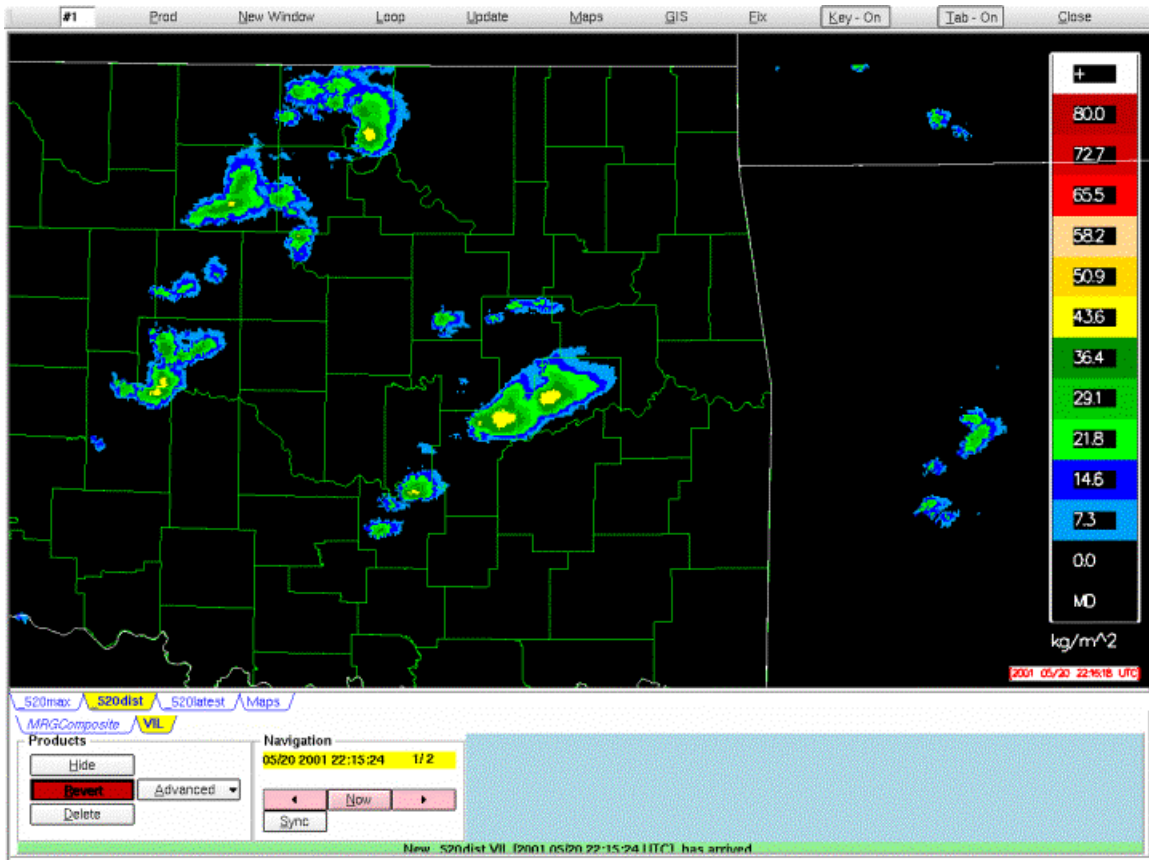 #1 Prod New Window Loop Update Maps GIS Fix Key - On Tab - On Close
+
80.0
72.7
65.5
58.2
50.9
43.6
36.4
29.1
21.8
14.6
7.3
0.0
MD
kg/m^2
2001 05/20 22:16:18 UTC
_S20max _S20dist _S20latest Maps
MRGComposite VIL
Products Navigation
Hide 05/20 2001 22:15:24 1/2
Revert Advanced
Now
Delete
Sync
New _S20dist VIL [2001 05/20 22:15:24 UTC] has arrived